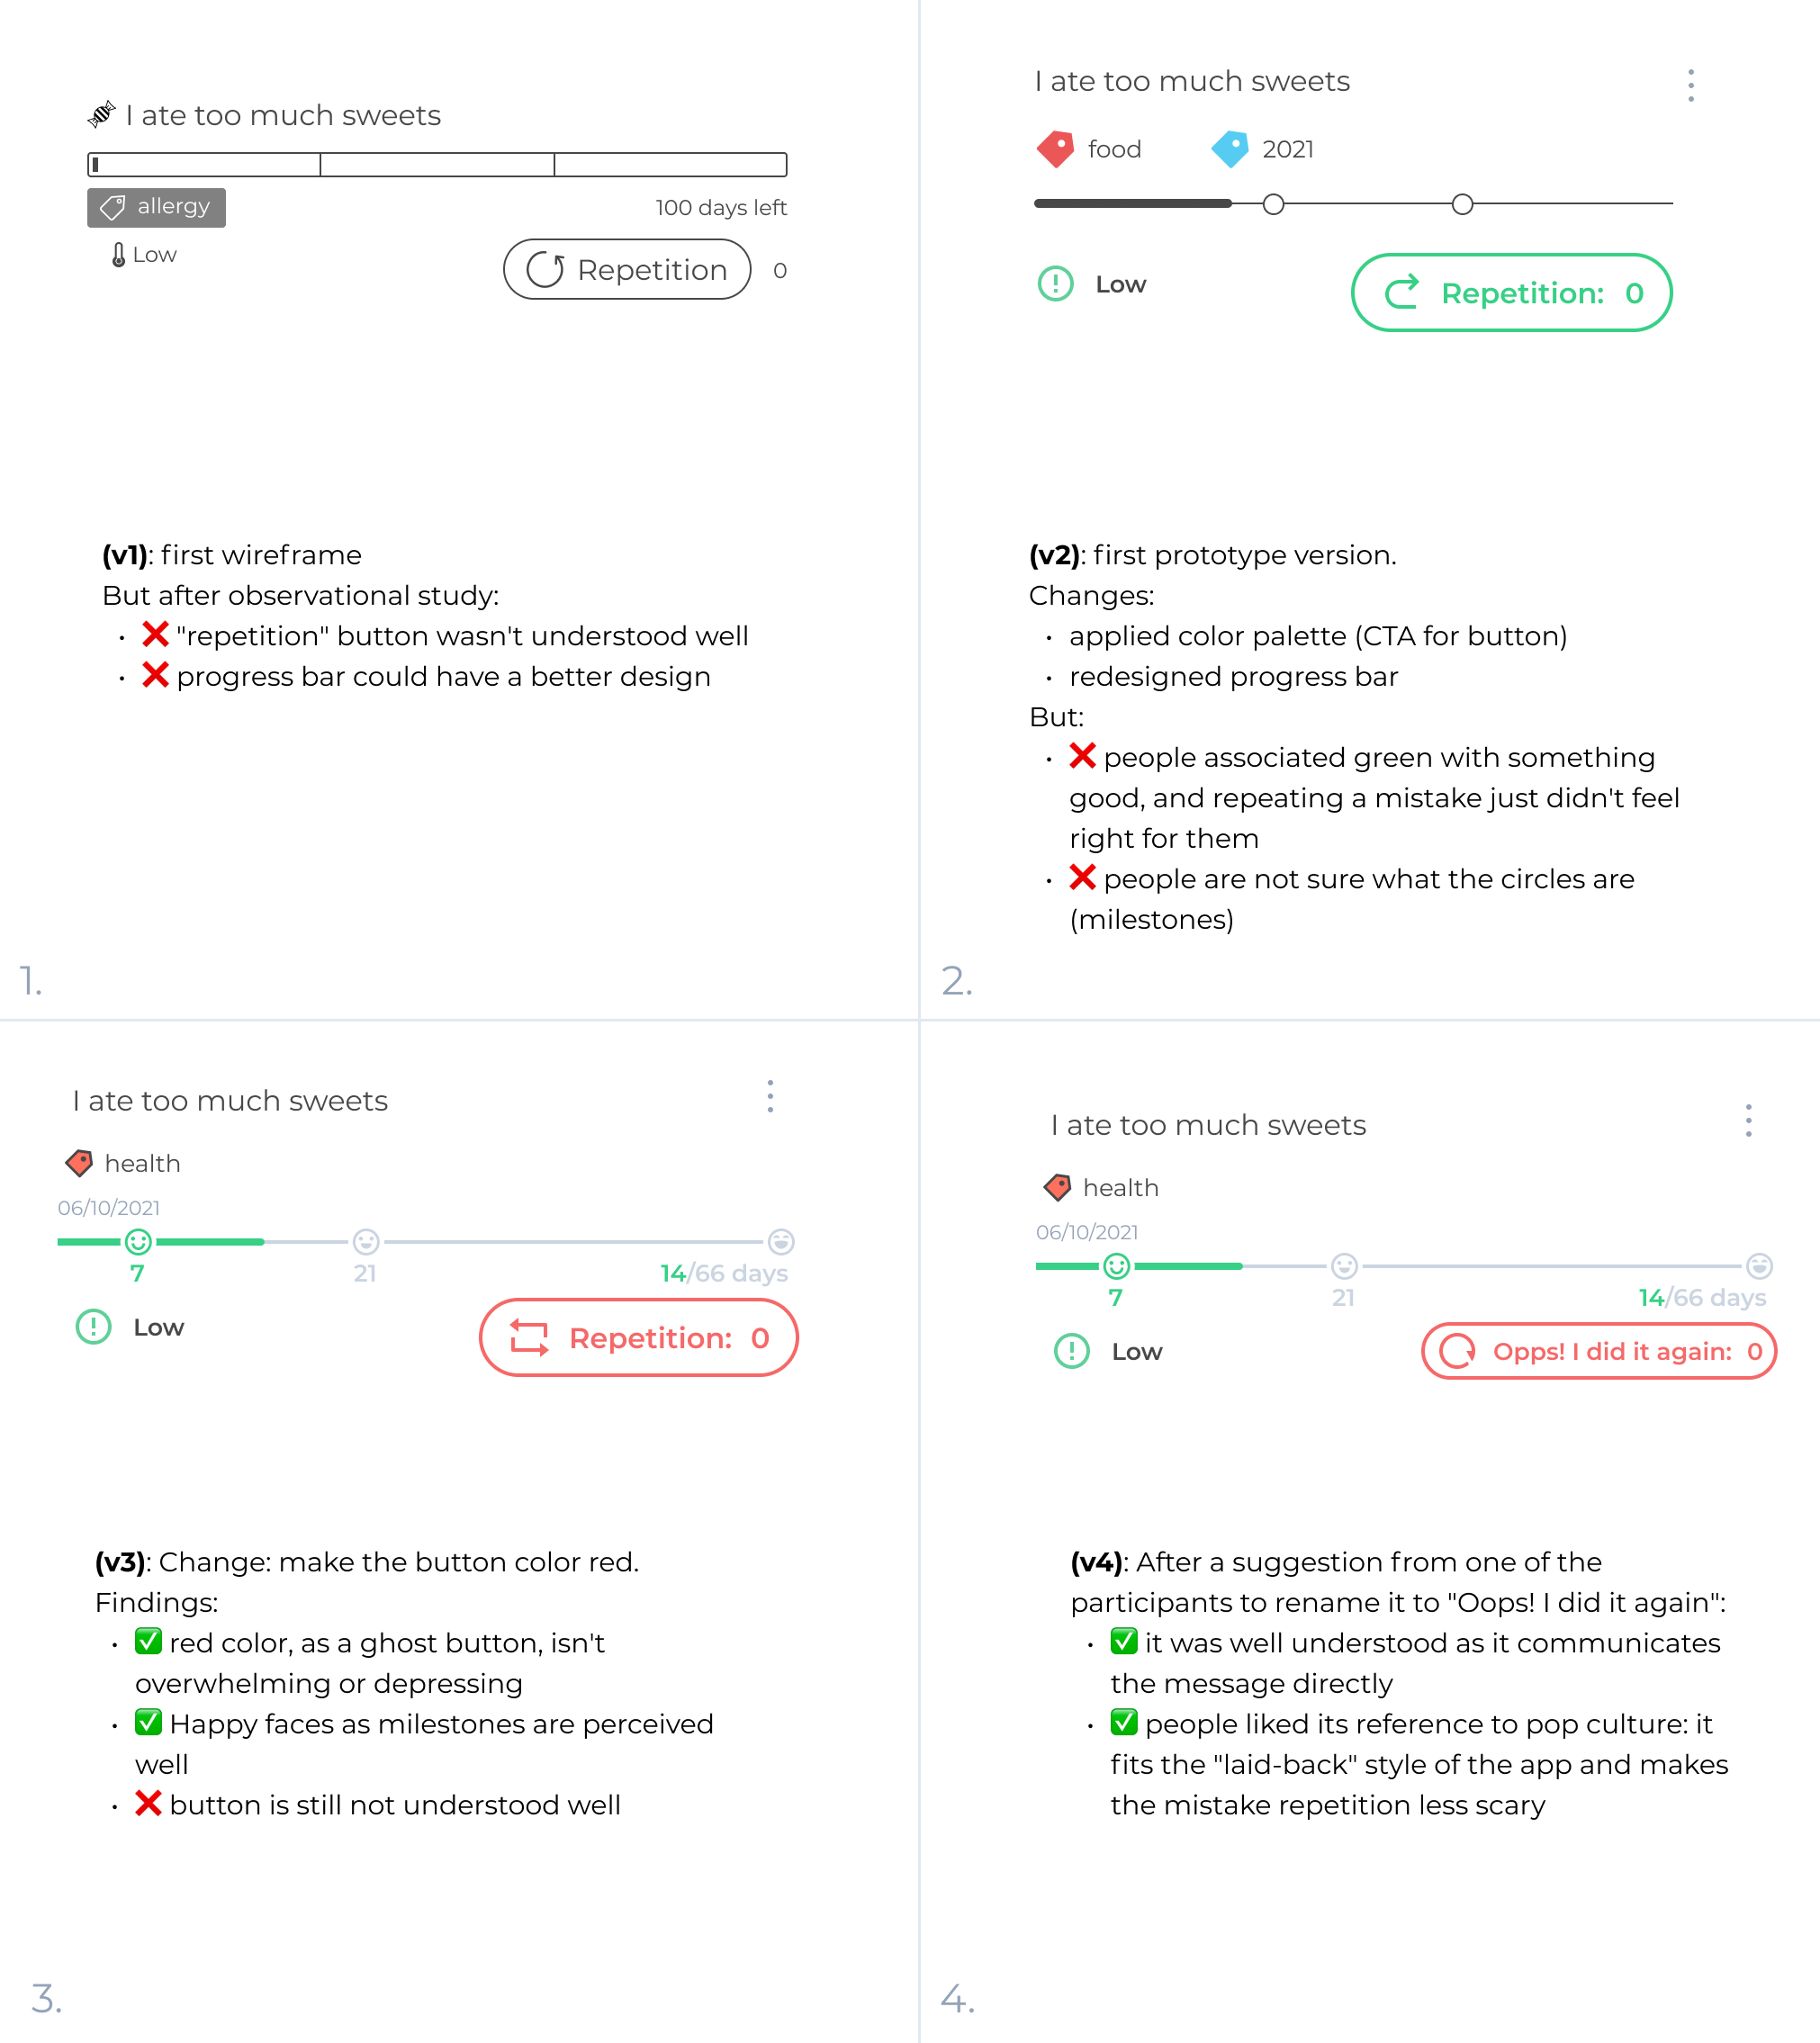 I ate too much sweets
allergy
100 days left
Low
Repetition
0
(v1): first wireframe
But after observational study:
• ❌ "repetition" button wasn't understood well
• ❌ progress bar could have a better design
1.
I ate too much sweets
food
2021
Low
Repetition: 0
(v2): first prototype version.
Changes:
• applied color palette (CTA for button)
• redesigned progress bar
But:
• ❌ people associated green with something
good, and repeating a mistake just didn't feel
right for them
• ❌ people are not sure what the circles are
(milestones)
2.
I ate too much sweets
health
06/10/2021
7
21
14/66 days
Low
Repetition: 0
(v3): Change: make the button color red.
Findings:
• ✅ red color, as a ghost button, isn't
overwhelming or depressing
• ✅ Happy faces as milestones are perceived
well
• ❌ button is still not understood well
3.
I ate too much sweets
health
06/10/2021
7
21
14/66 days
Low
Opps! I did it again: 0
(v4): After a suggestion from one of the
participants to rename it to "Oops! I did it again":
• ✅ it was well understood as it communicates
the message directly
• ✅ people liked its reference to pop culture: it
fits the "laid-back" style of the app and makes
the mistake repetition less scary
4.